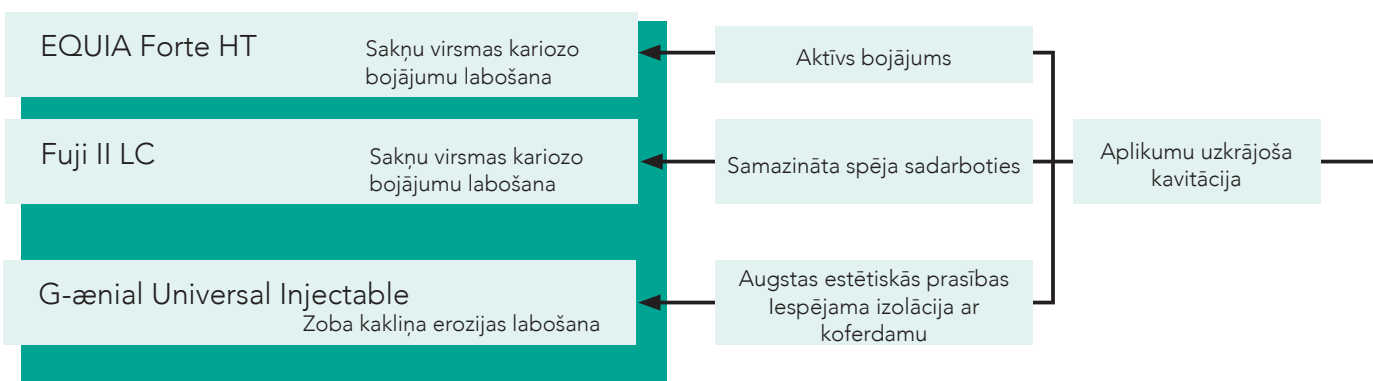 EQUIA Forte HT
Sakņu virsmas kariozo
bojājumu labošana
Aktīvs bojājums
Fuji II LC
Sakņu virsmas kariozo
bojājumu labošana
Samazināta spēja sadarboties
Aplikumu uzkrājoša
kavitācija
G-ænial Universal Injectable
Zoba kakliņa erozijas labošana
Augstas estētiskās prasības
Iespējama izolācija ar
koferdamu